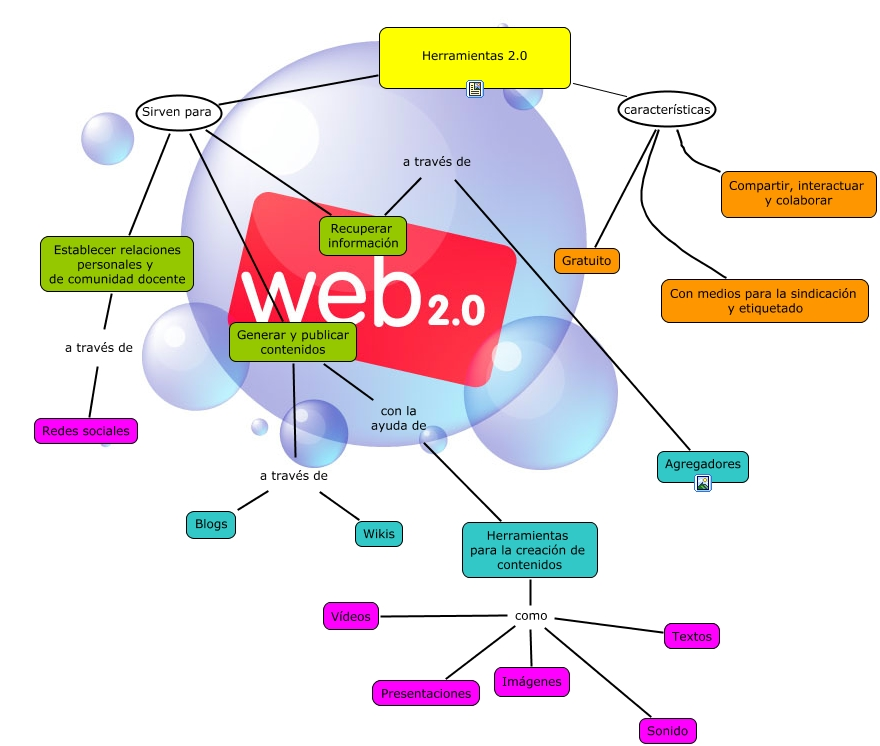 Herramientas 2.0
Sirven para
características
a través de
Compartir, interactuar
y colaborar
Recuperar
información
Establecer relaciones
personales y
de comunidad docente
Gratuito
Con medios para la sindicación
y etiquetado
web 2.0
Generar y publicar
contenidos
a través de
con la
ayuda de
Redes sociales
Agregadores
a través de
Blogs
Wikis
Herramientas
para la creación de
contenidos
como
Vídeos
Textos
Imágenes
Presentaciones
Sonido